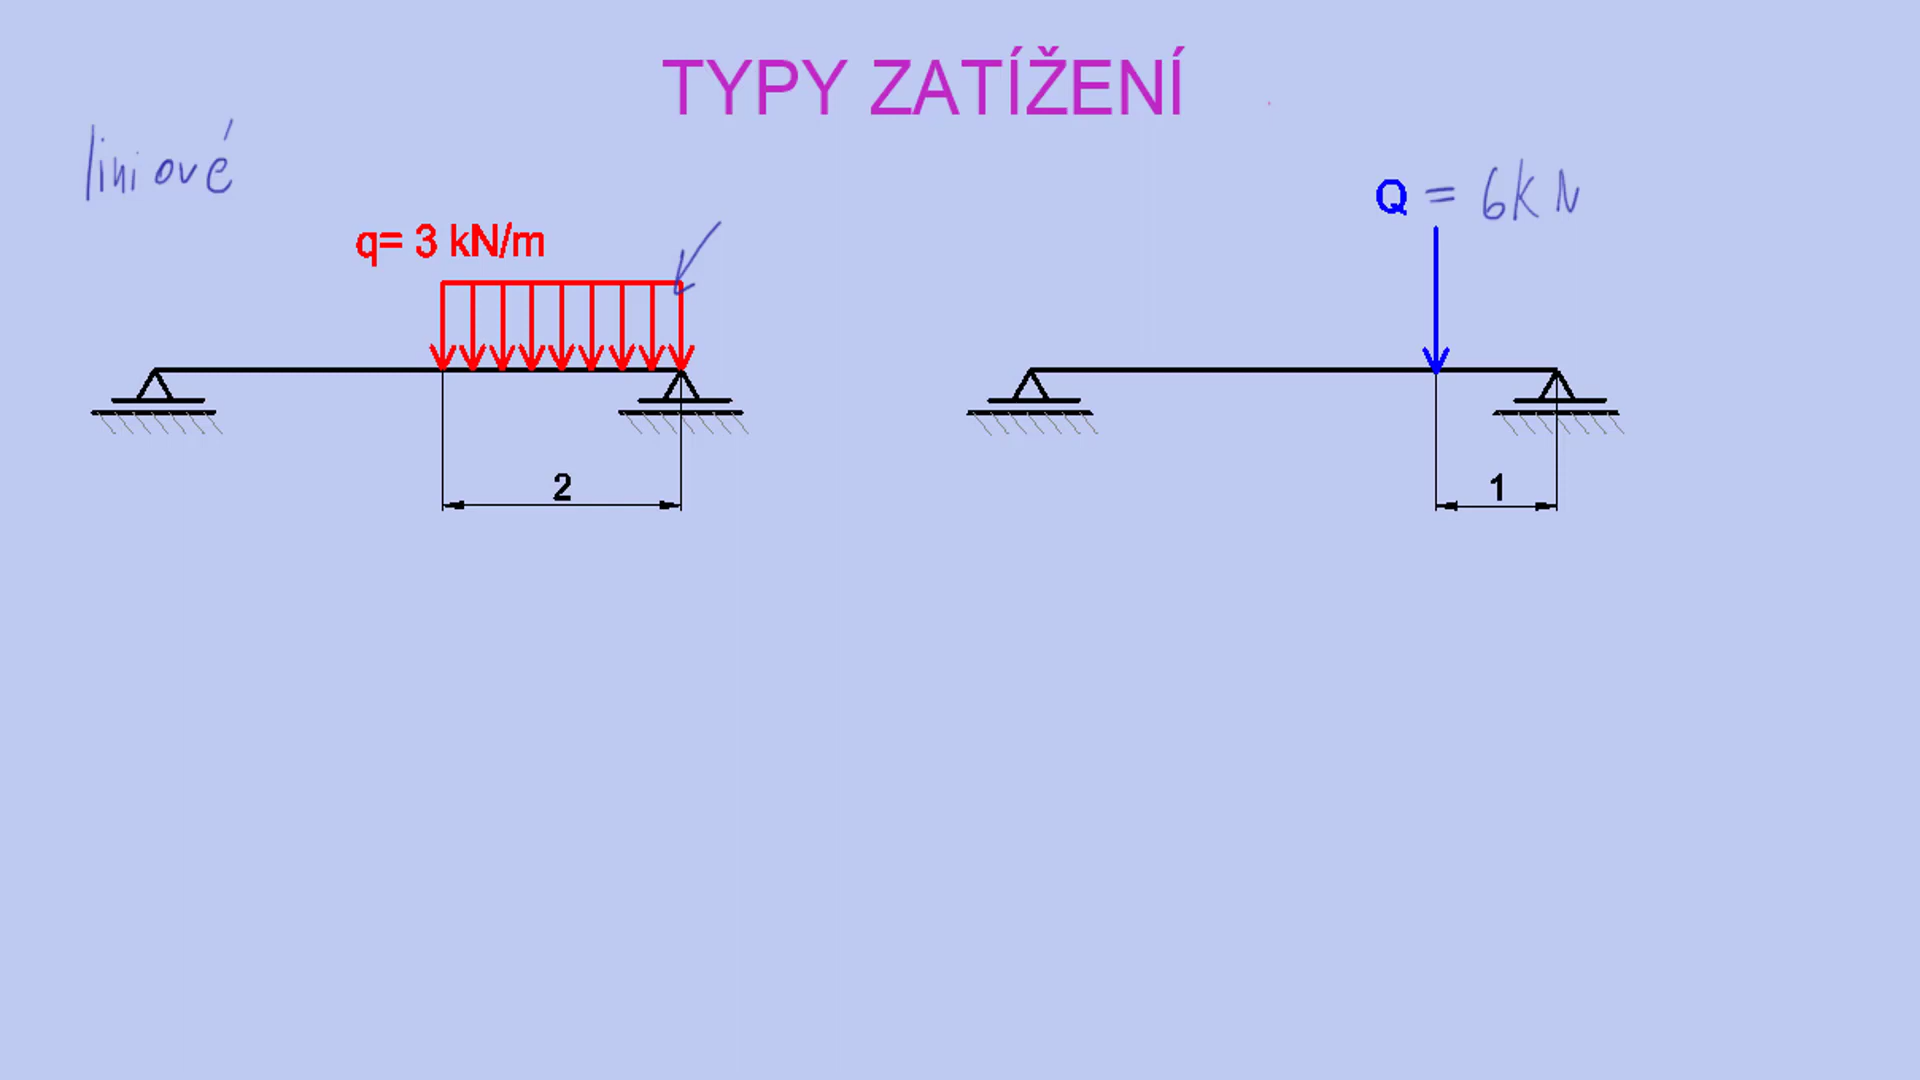 TYPY ZATÍŽENÍ
liniové
q= 3 kN/m
Q = 6kN
2
1